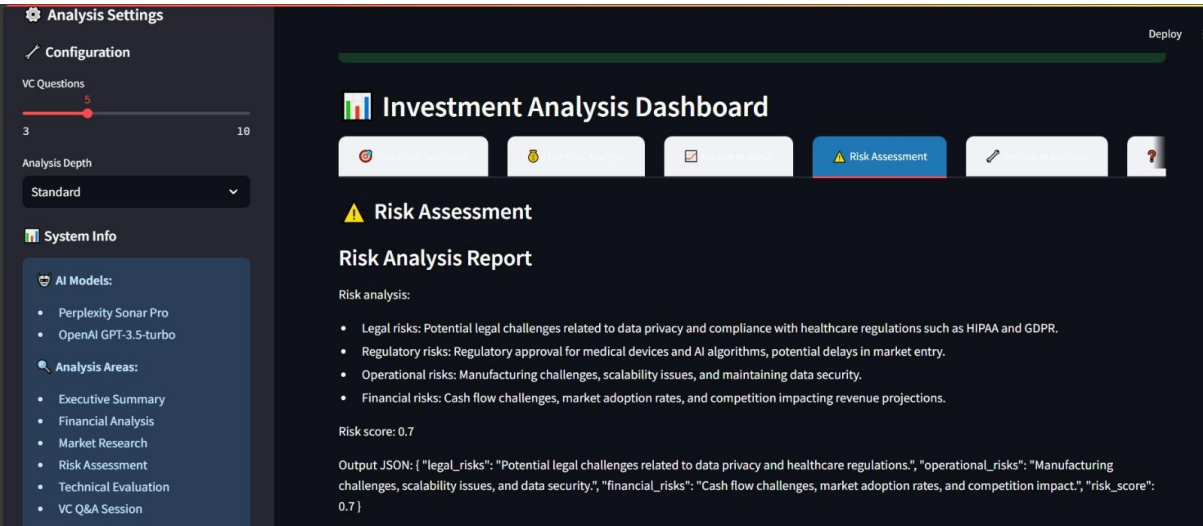 Analysis Settings
Configuration
VC Questions
5
3 10
Analysis Depth
Standard
System Info
AI Models:
Perplexity Sonar Pro
OpenAI GPT-3.5-turbo
Analysis Areas:
Executive Summary
Financial Analysis
Market Research
Risk Assessment
Technical Evaluation
VC Q&A Session
Deploy
Investment Analysis Dashboard
Risk Assessment
Risk Assessment
Risk Analysis Report
Risk analysis:
Legal risks: Potential legal challenges related to data privacy and compliance with healthcare regulations such as HIPAA and GDPR.
Regulatory risks: Regulatory approval for medical devices and AI algorithms, potential delays in market entry.
Operational risks: Manufacturing challenges, scalability issues, and maintaining data security.
Financial risks: Cash flow challenges, market adoption rates, and competition impacting revenue projections.
Risk score: 0.7
Output JSON: { "legal_risks": "Potential legal challenges related to data privacy and healthcare regulations.", "operational_risks": "Manufacturing
challenges, scalability issues, and data security.", "financial_risks": "Cash flow challenges, market adoption rates, and competition impact.", "risk_score":
0.7 }